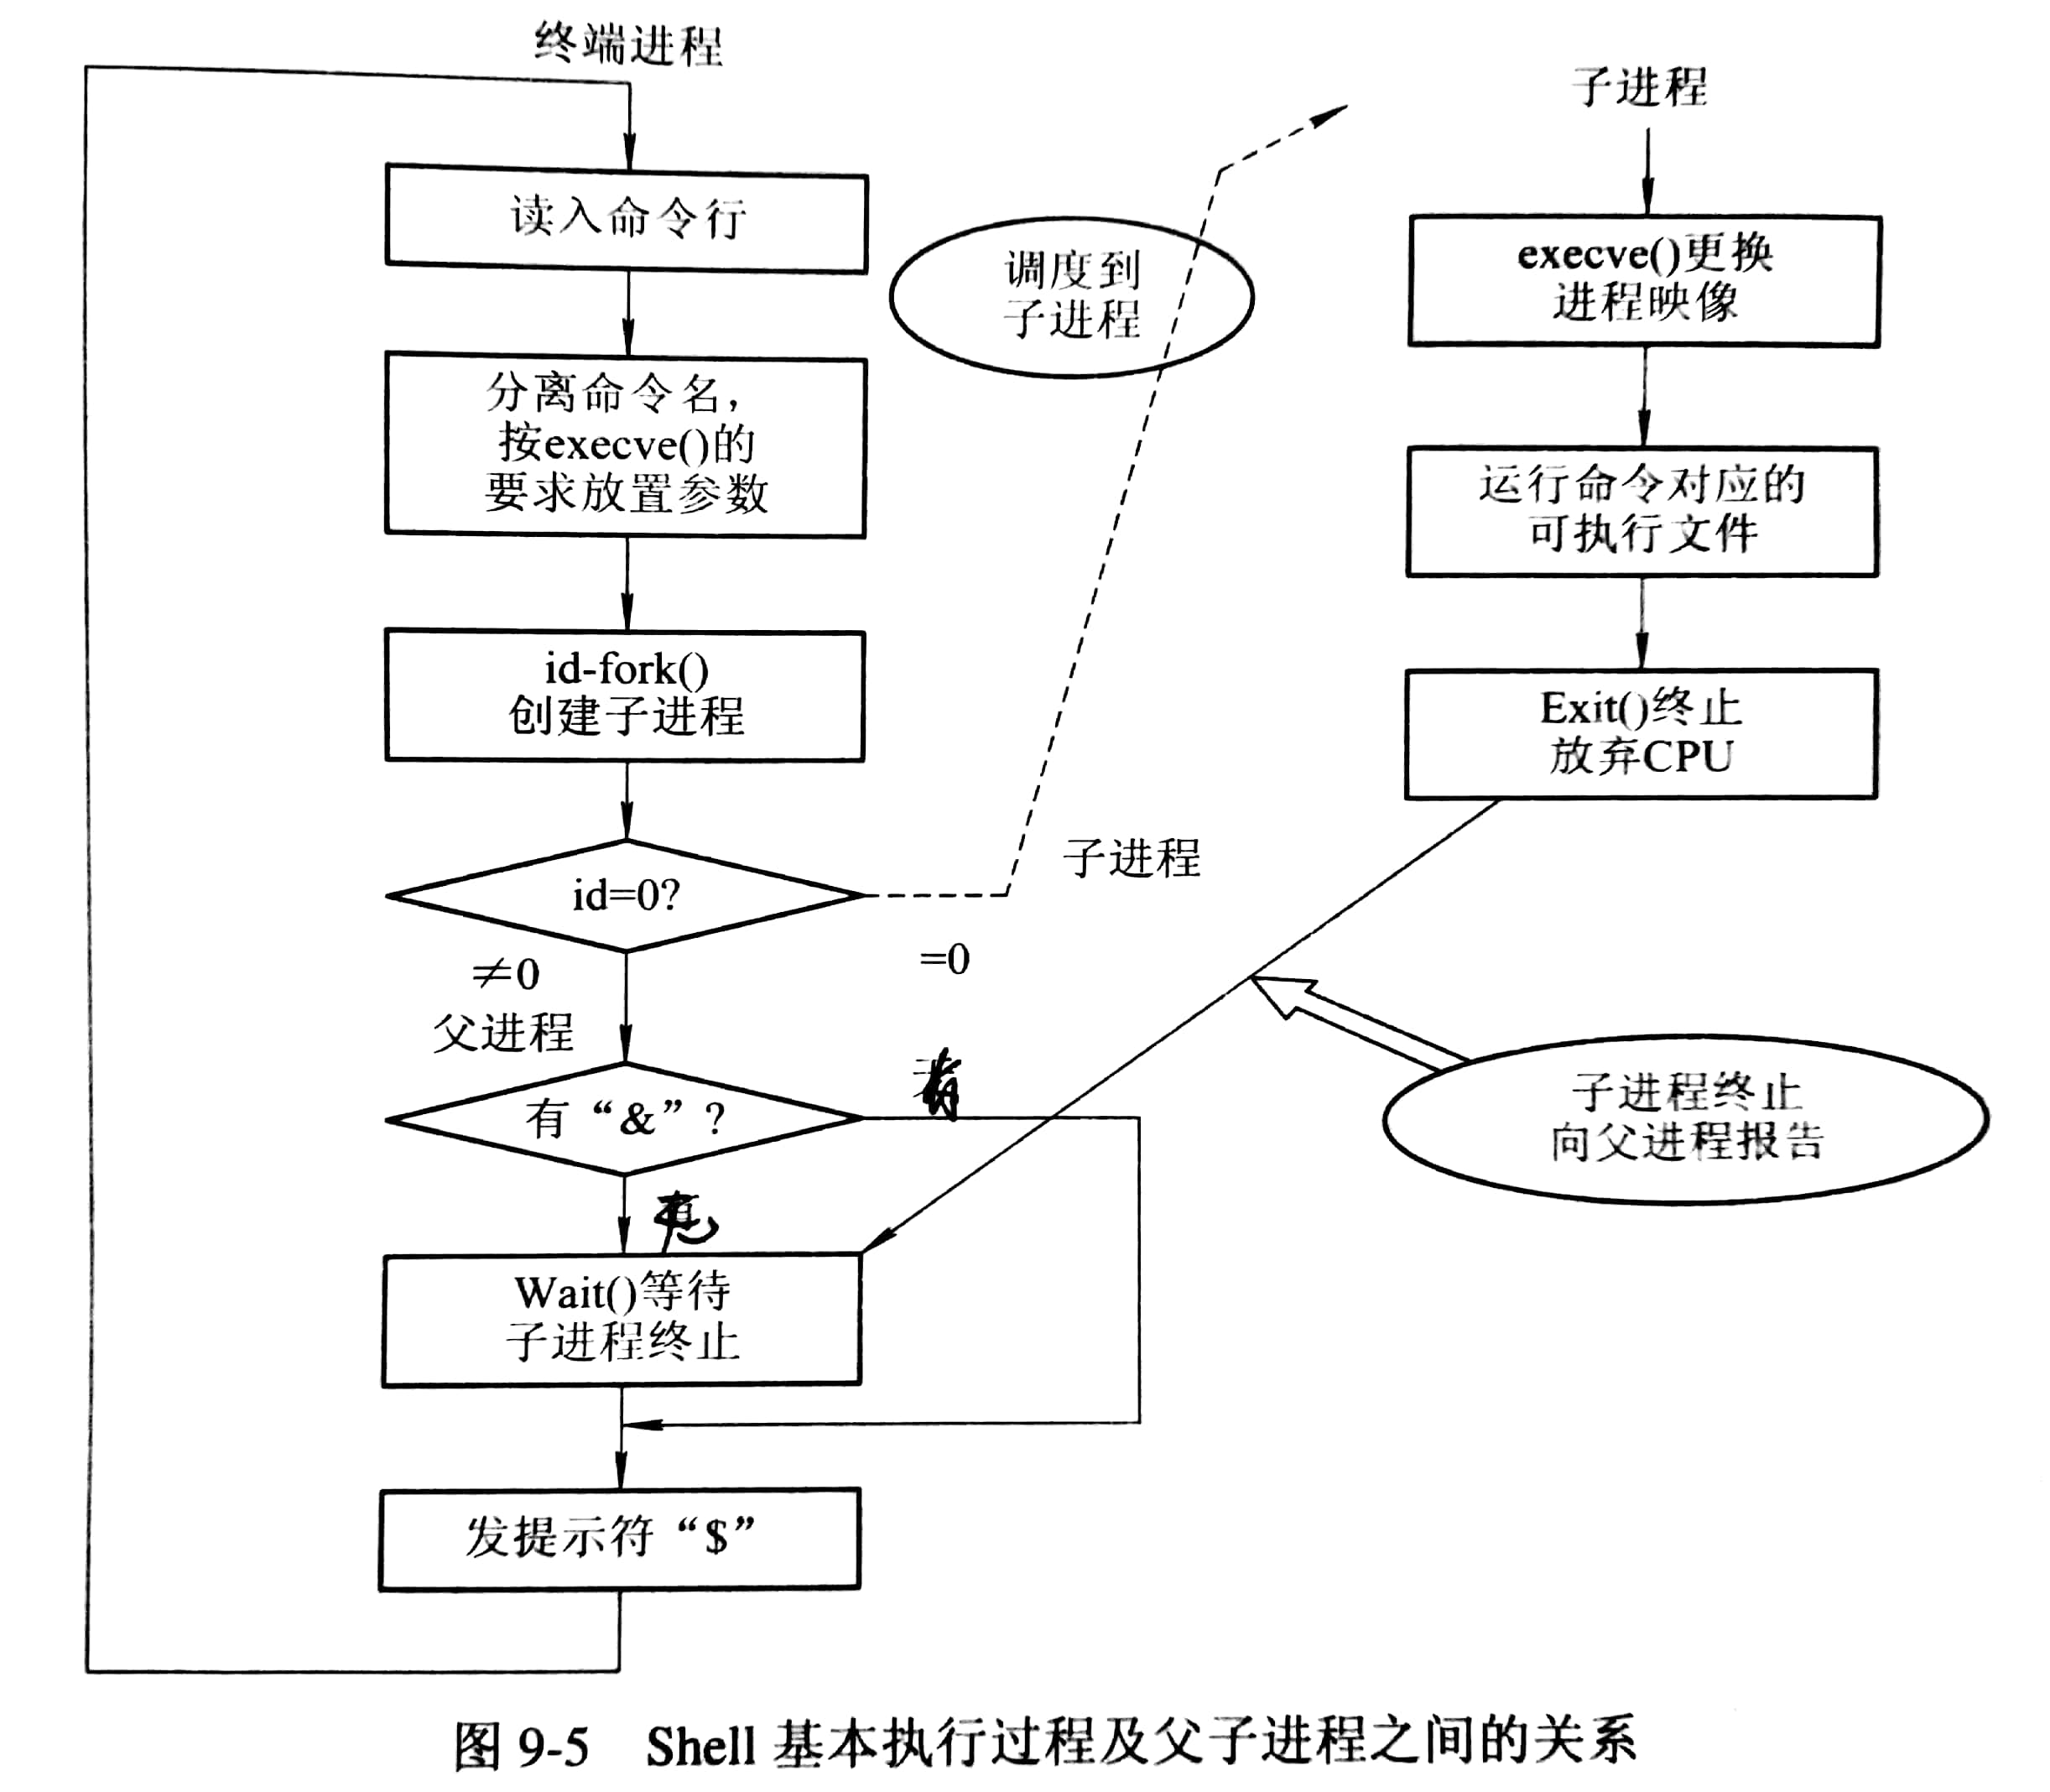 终端进程
读入命令行
分离命令名，
按execve()的
要求放置参数
id-fork()
创建子进程
id=0?
≠0
父进程
=0
子进程
调度到
子进程
有“&”?
有
无
Wait()等待
子进程终止
发提示符“$”
子进程
execve()更换
进程映像
运行命令对应的
可执行文件
Exit()终止
放弃CPU
子进程终止
向父进程报告
图 9-5 Shell 基本执行过程及父子进程之间的关系